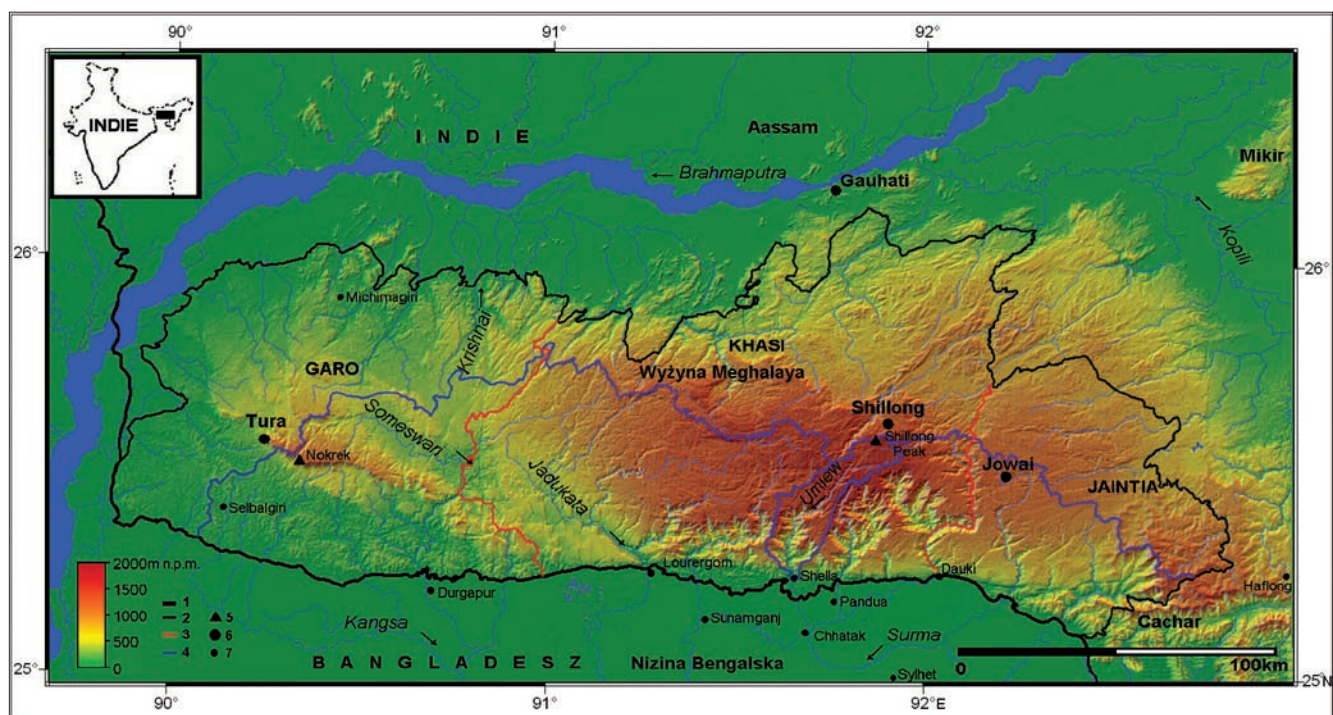 90°
91°
92°
INDIE
I N D I E
Aassam
Mikir
Brahmaputra
Gauhati
Kopili
26°
26°
Michimagiri
Krishnai
GARO
KHASI
Wyżyna Meghalaya
Tura
Someswari
Shillong
Nokrek
Shillong
Peak
Jadukata
Umiew
Jowai
JAINTIA
Selbalgiri
2000m n.p.m.
1500
1000
500
0
1
2
3
4
5
6
7
Lourergom
Shella
Dauki
Haflong
Durgapur
Pandua
Cachar
Kangsa
Sunamganj
Chhatak
Surma
B A N G L A D E S Z
Nizina Bengalska
0
100km
Sylhet
25°
25°N
90°
91°
92°E